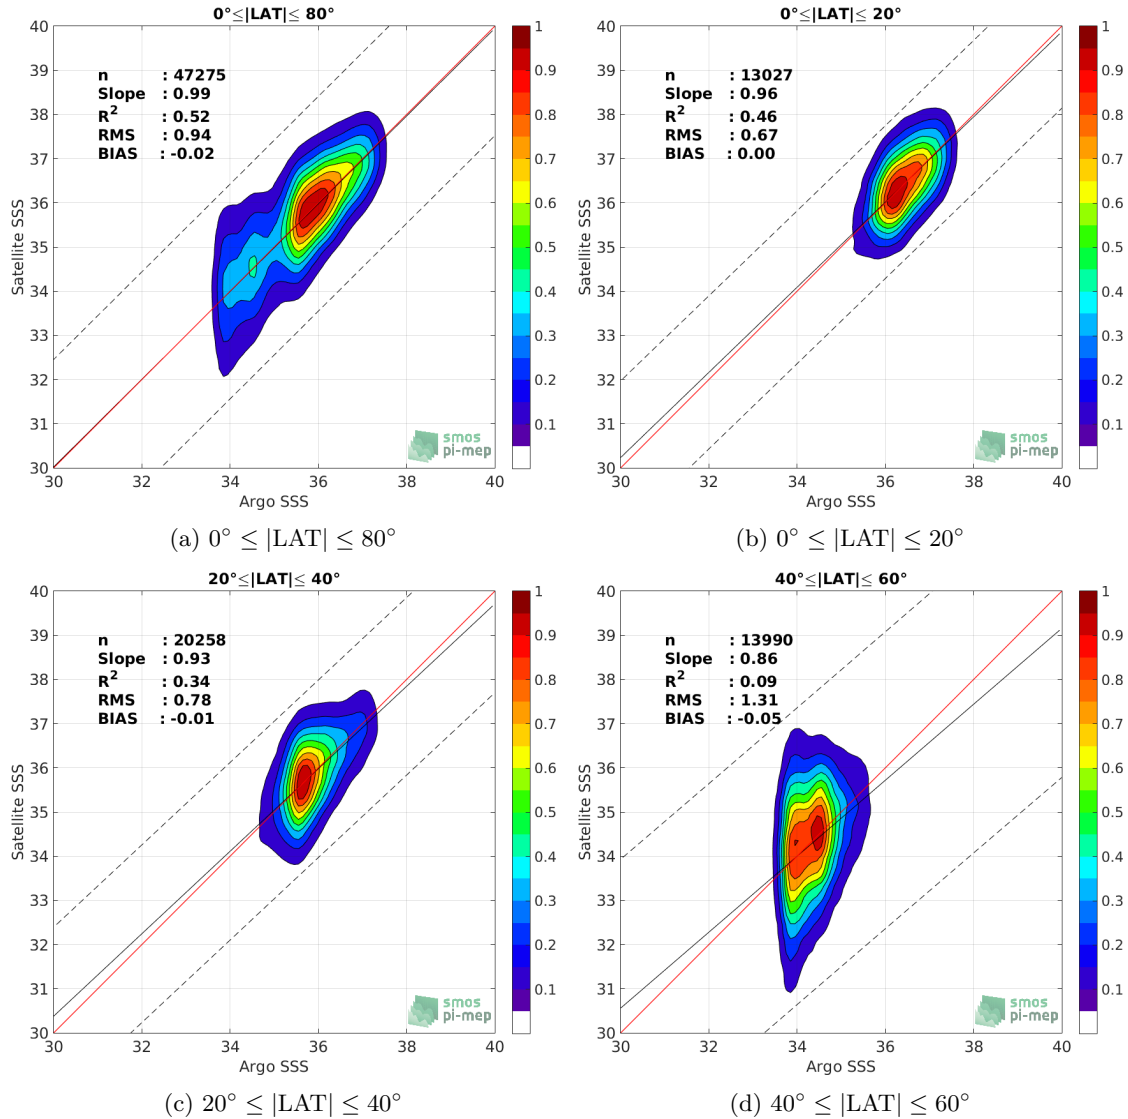 0°≤|LAT|≤ 80°
n : 47275
Slope : 0.99
R² : 0.52
RMS : 0.94
BIAS : -0.02
Satellite SSS
40
39
38
37
36
35
34
33
32
31
30
30 32 34 36 38 40
Argo SSS
1
0.9
0.8
0.7
0.6
0.5
0.4
0.3
0.2
0.1
smos
pi-mep
(a) 0° ≤ |LAT| ≤ 80°
0°≤|LAT|≤ 20°
n : 13027
Slope : 0.96
R² : 0.46
RMS : 0.67
BIAS : 0.00
Satellite SSS
40
39
38
37
36
35
34
33
32
31
30
30 32 34 36 38 40
Argo SSS
1
0.9
0.8
0.7
0.6
0.5
0.4
0.3
0.2
0.1
smos
pi-mep
(b) 0° ≤ |LAT| ≤ 20°
20°≤|LAT|≤ 40°
n : 20258
Slope : 0.93
R² : 0.34
RMS : 0.78
BIAS : -0.01
Satellite SSS
40
39
38
37
36
35
34
33
32
31
30
30 32 34 36 38 40
Argo SSS
1
0.9
0.8
0.7
0.6
0.5
0.4
0.3
0.2
0.1
smos
pi-mep
(c) 20° ≤ |LAT| ≤ 40°
40°≤|LAT|≤ 60°
n : 13990
Slope : 0.86
R² : 0.09
RMS : 1.31
BIAS : -0.05
Satellite SSS
40
39
38
37
36
35
34
33
32
31
30
30 32 34 36 38 40
Argo SSS
1
0.9
0.8
0.7
0.6
0.5
0.4
0.3
0.2
0.1
smos
pi-mep
(d) 40° ≤ |LAT| ≤ 60°